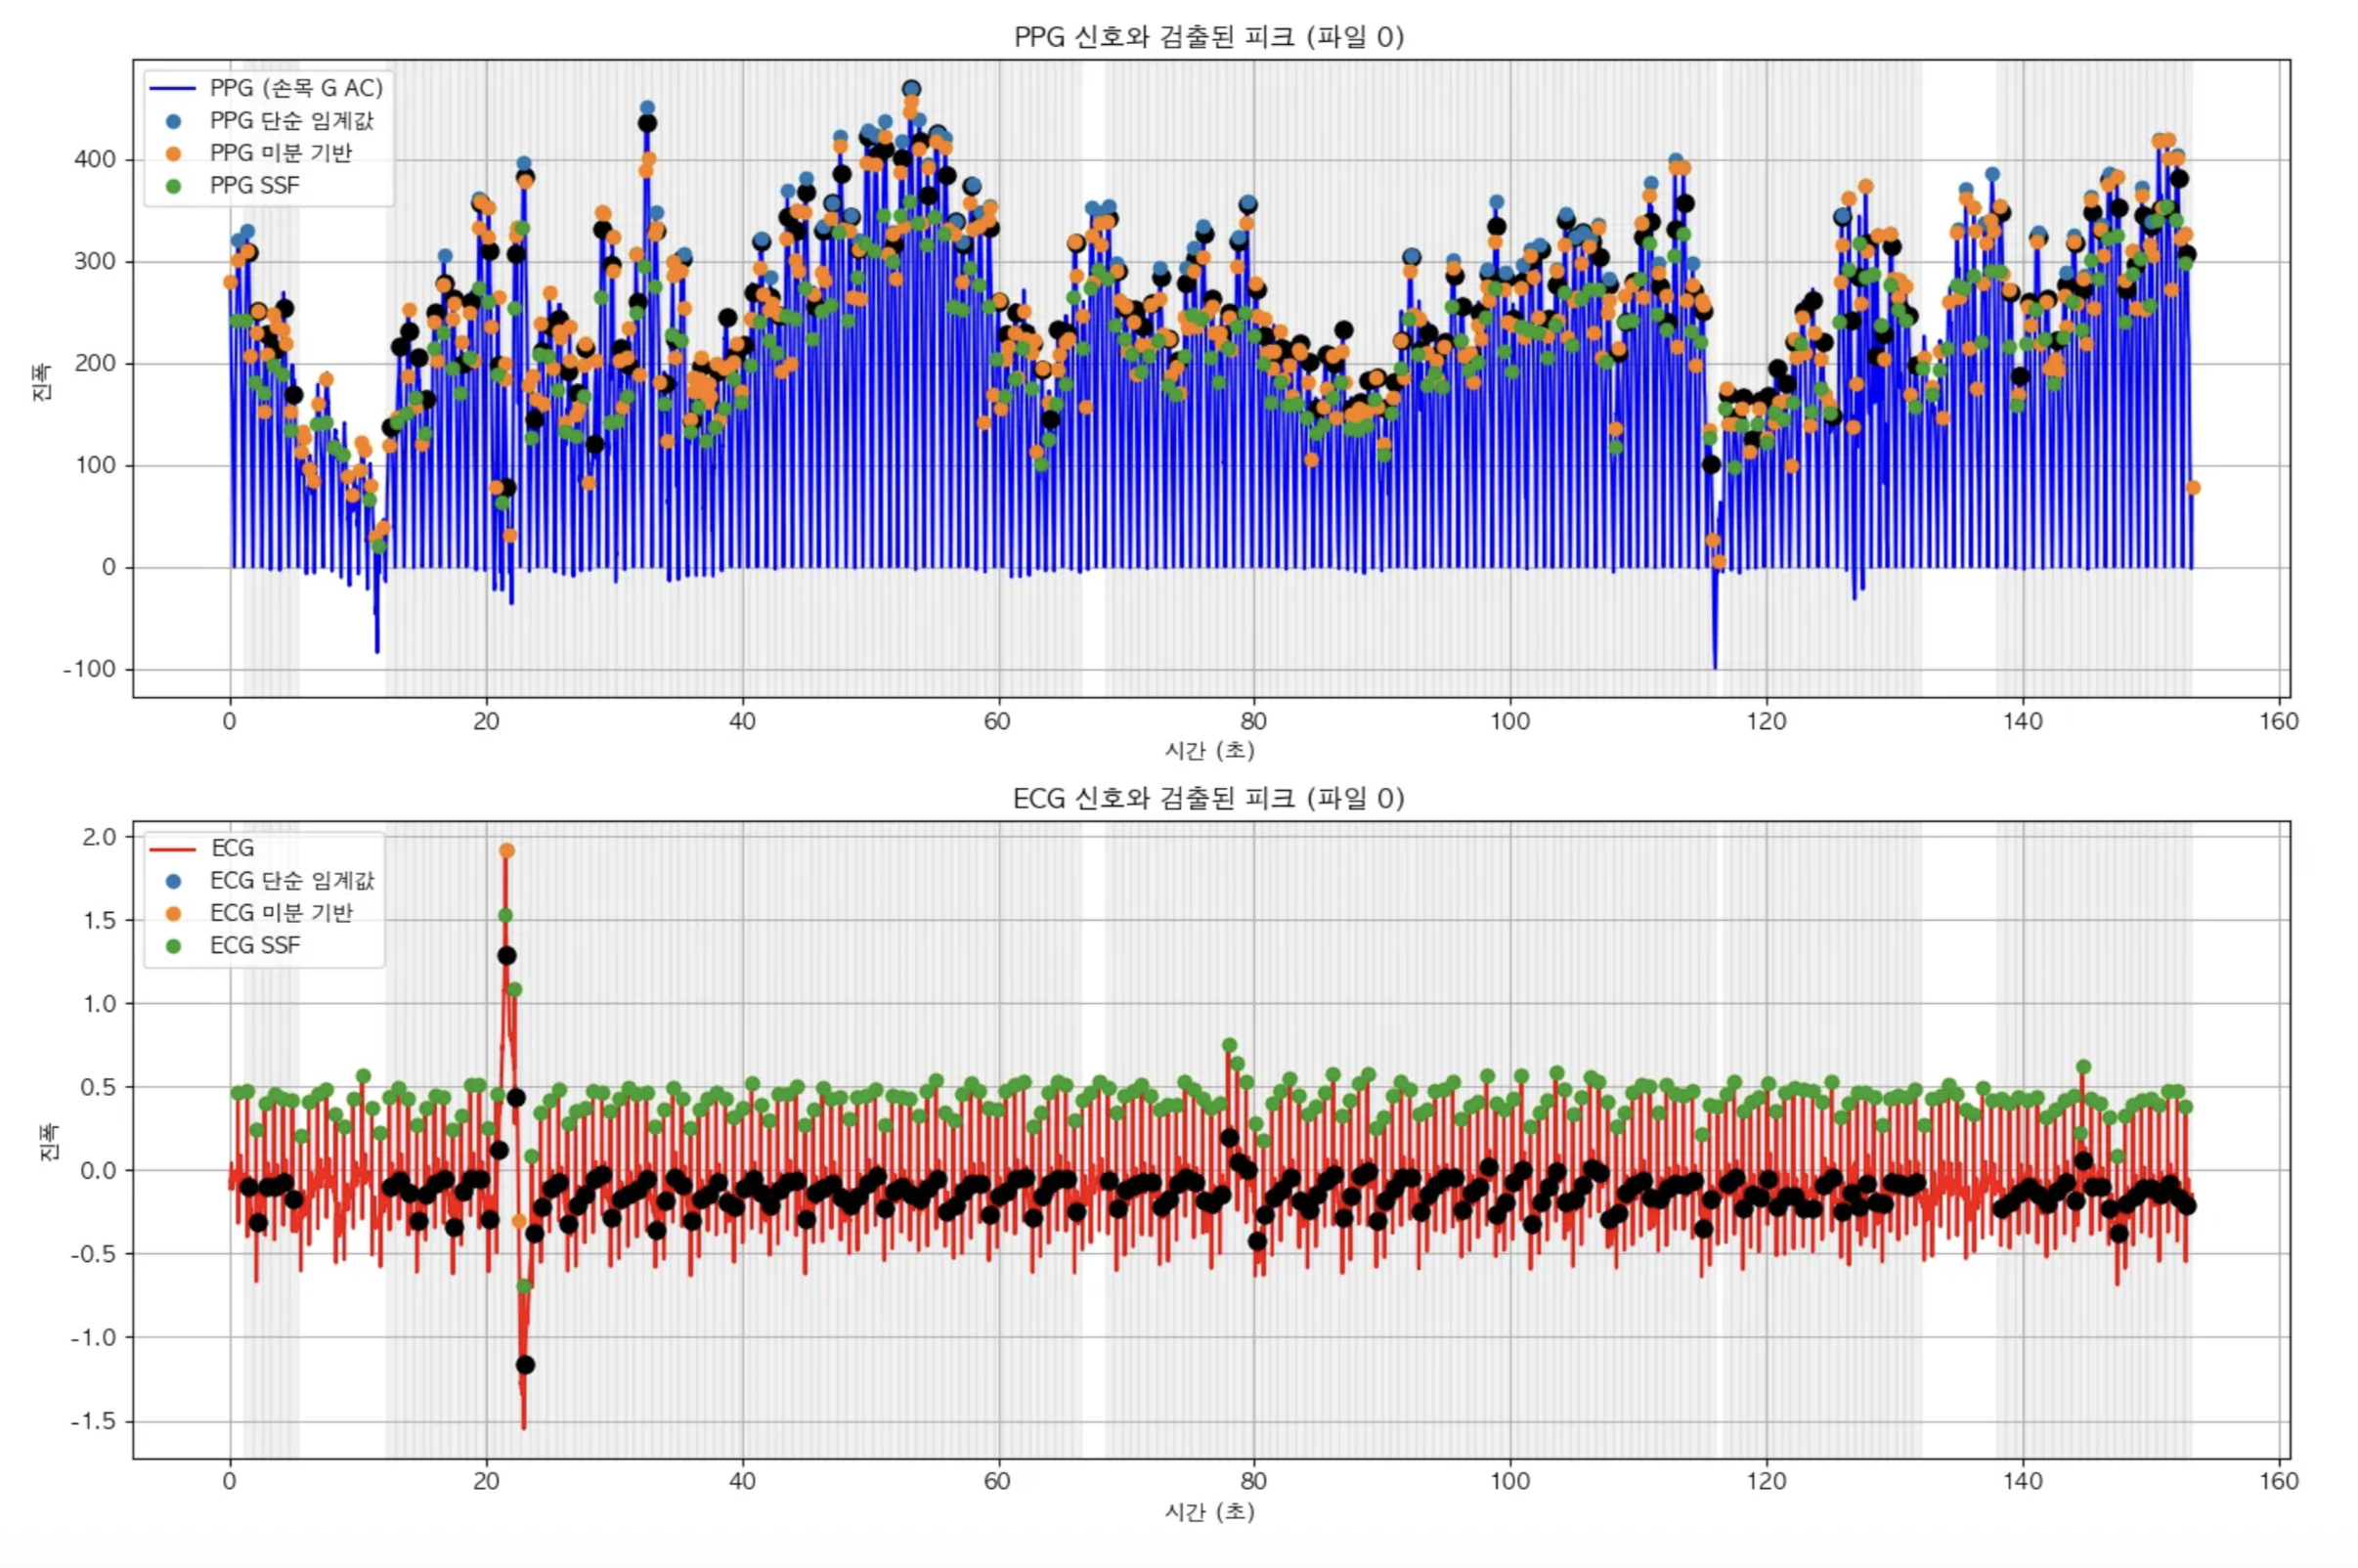 PPG 신호와 검출된 피크 (파일 0)
PPG (손목 G AC)
PPG 단순 임계값
PPG 미분 기반
PPG SSF
진폭
400
300
200
100
0
-100
0 20 40 60 80 100 120 140 160
시간 (초)
ECG 신호와 검출된 피크 (파일 0)
ECG
ECG 단순 임계값
ECG 미분 기반
ECG SSF
진폭
2.0
1.5
1.0
0.5
0.0
-0.5
-1.0
-1.5
0 20 40 60 80 100 120 140 160
시간 (초)